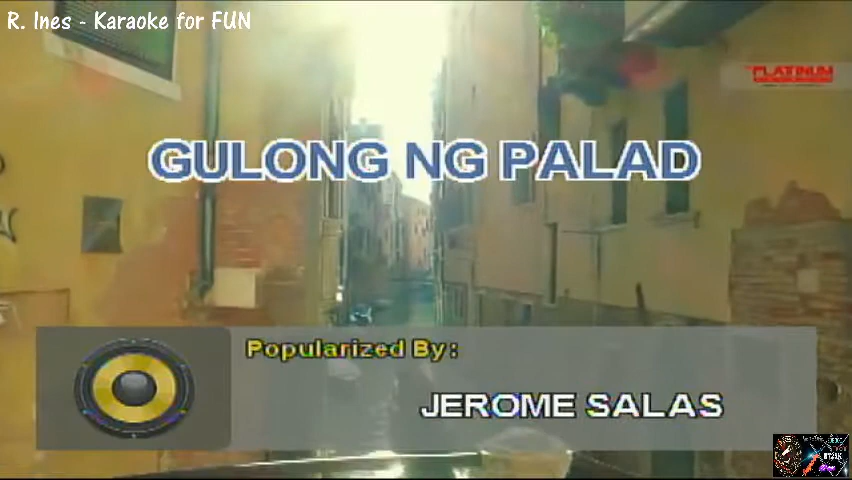 R. Ines - Karaoke for FUN
PLATINUM
GULONG NG PALAD
Popularized By:
JEROME SALAS